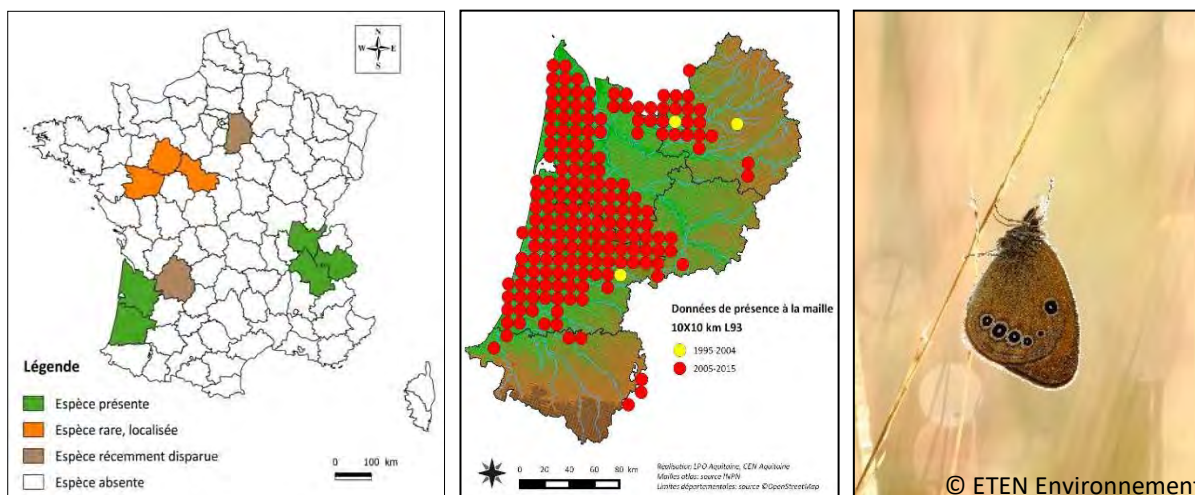 N
W E
S
Légende
Espèce présente
Espèce rare, localisée
Espèce récemment disparue
Espèce absente
0 100 km
Données de présence à la maille
10X10 km L93
1995-2004
2005-2015
0 20 40 60 80 km
Réalisation LPO Aquitaine, CEN Aquitaine
Mailles atlas: source INPN
Limites départementales: source ©OpenStreetMap
© ETEN Environnement